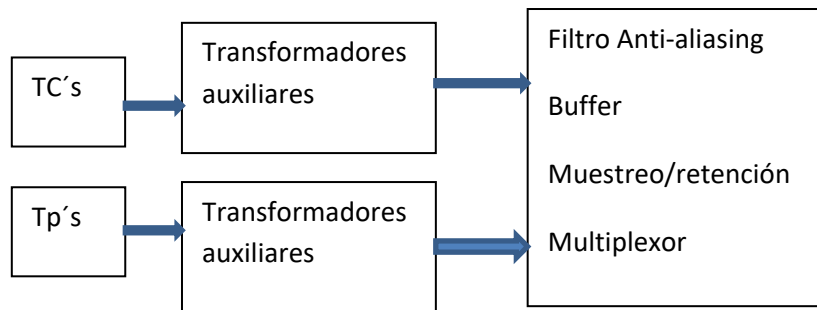 TC´s
Transformadores
auxiliares
Tp´s
Transformadores
auxiliares
Filtro Anti-aliasing
Buffer
Muestreo/retención
Multiplexor